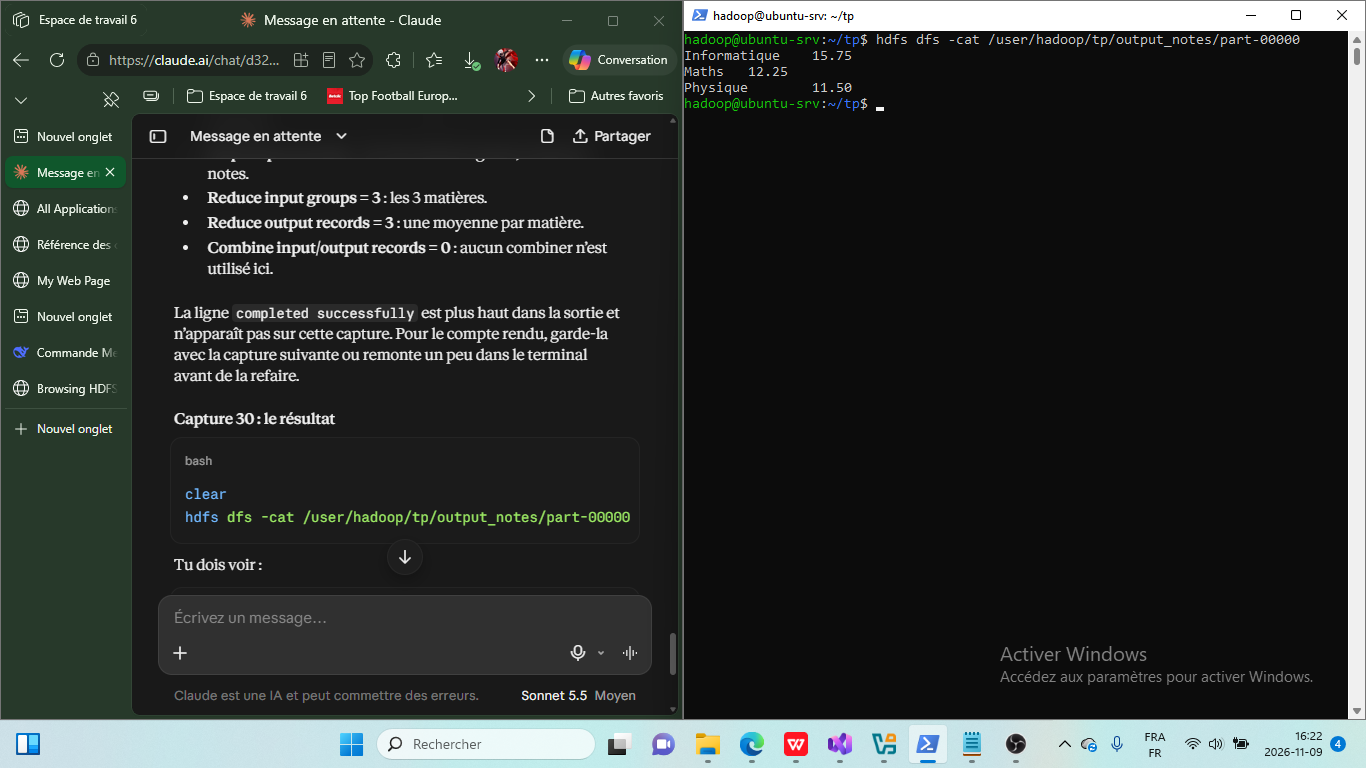 Espace de travail 6
Message en attente - Claude
https://claude.ai/chat/d32...
Conversation
Espace de travail 6
Top Football Europ...
Autres favoris
Nouvel onglet
Message en
All Applications
Référence des
My Web Page
Nouvel onglet
Commande Me
Browsing HDFS
Nouvel onglet
Message en attente
Partager
notes.
• Reduce input groups = 3 : les 3 matières.
• Reduce output records = 3 : une moyenne par matière.
• Combine input/output records = 0 : aucun combiner n'est
utilisé ici.
La ligne completed successfully est plus haut dans la sortie et
n'apparaît pas sur cette capture. Pour le compte rendu, garde-la
avec la capture suivante ou remonte un peu dans le terminal
avant de la refaire.
Capture 30 : le résultat
bash
clear
hdfs dfs -cat /user/hadoop/tp/output_notes/part-00000
Tu dois voir :
Écrivez un message...
Claude est une IA et peut commettre des erreurs.
Sonnet 5.5 Moyen
hadoop@ubuntu-srv: ~/tp
hadoop@ubuntu-srv:~/tp$ hdfs dfs -cat /user/hadoop/tp/output_notes/part-00000
Informatique 15.75
Maths 12.25
Physique 11.50
hadoop@ubuntu-srv:~/tp$
Activer Windows
Accédez aux paramètres pour activer Windows.
Rechercher
FRA
FR
16:22
2026-11-09
4